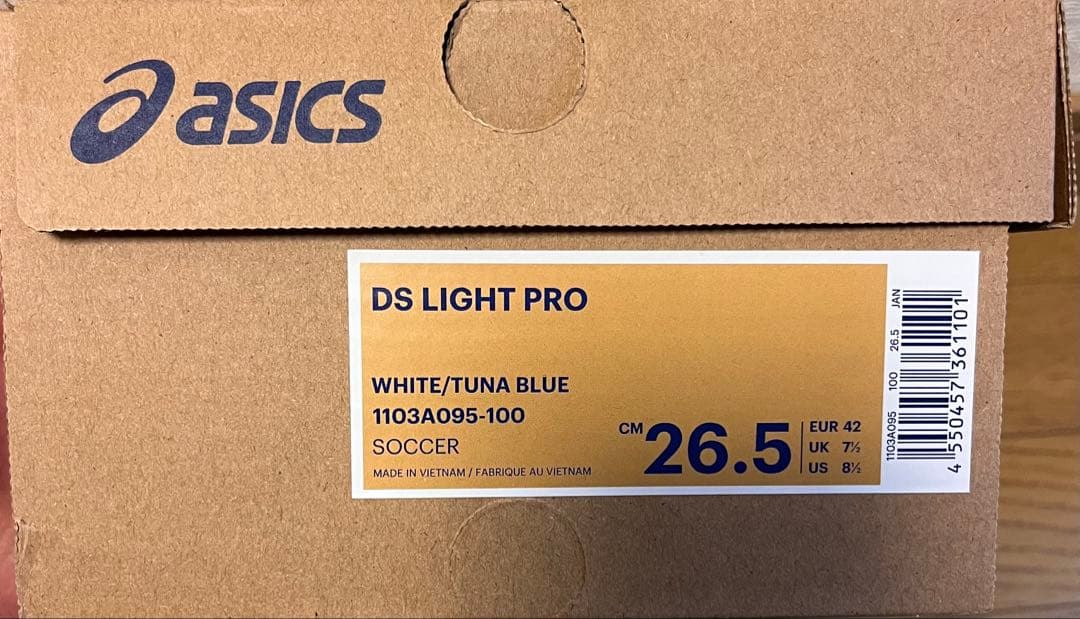 asics
DS LIGHT PRO
WHITE/TUNA BLUE
1103A095-100
SOCCER
MADE IN VIETNAM / FABRIQUE AU VIETNAM
CM 26.5
EUR 42
UK 7½
US 8½
1103A095 100 26.5 JAN
4 550457 361101